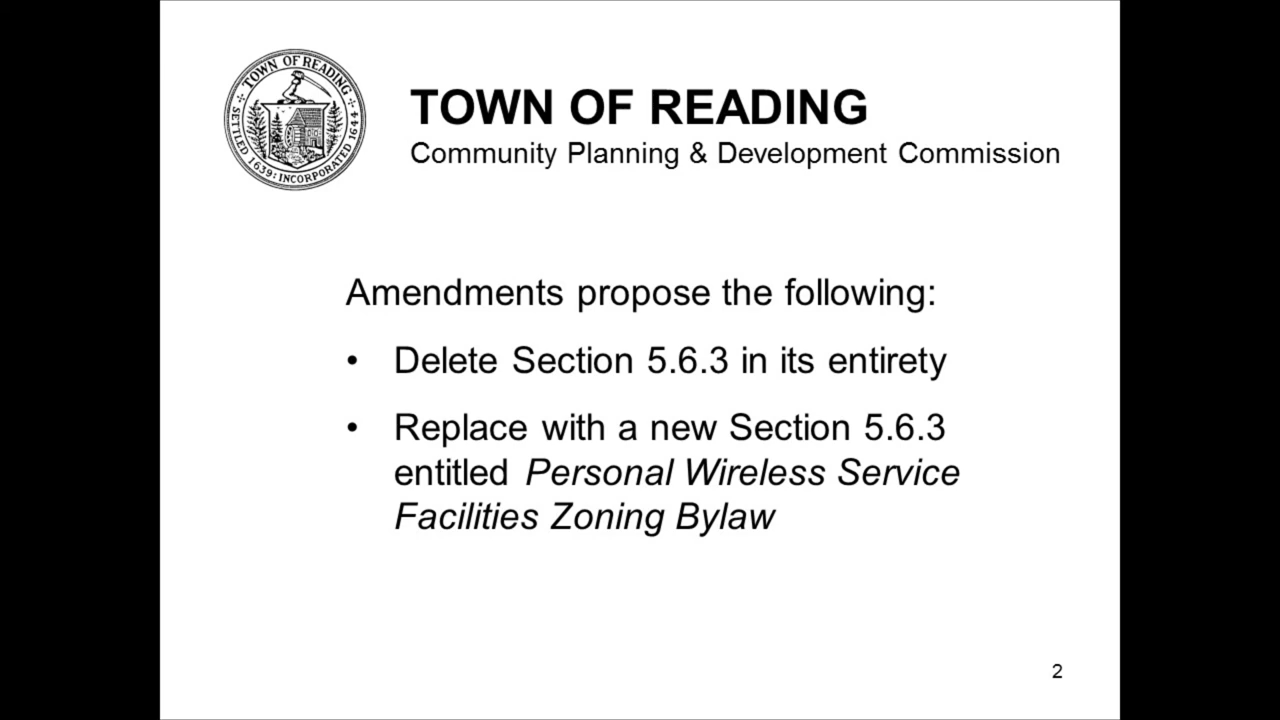 TOWN OF READING
SETTLED 1639: INCORPORATED 1644
TOWN OF READING
Community Planning & Development Commission
Amendments propose the following:
• Delete Section 5.6.3 in its entirety
• Replace with a new Section 5.6.3
entitled Personal Wireless Service
Facilities Zoning Bylaw
2